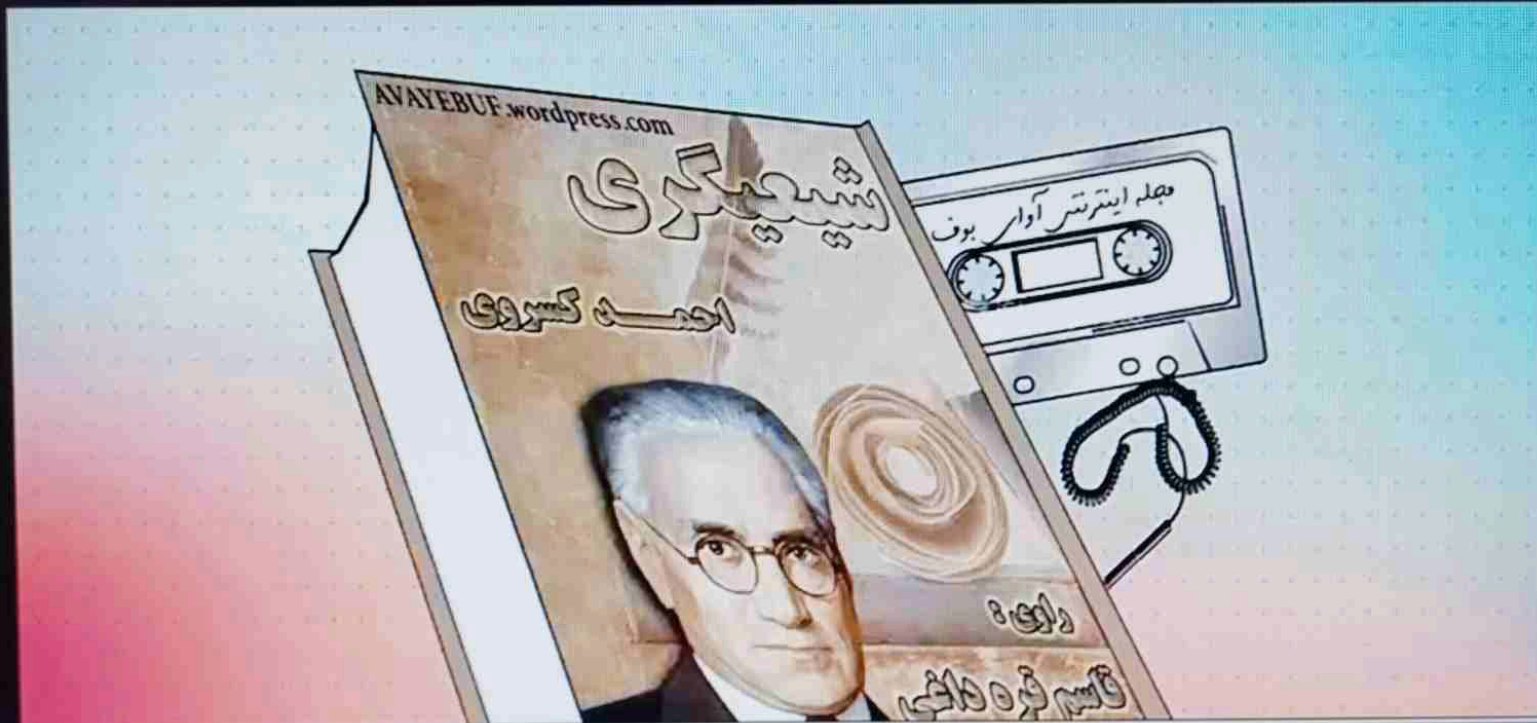 AVAYEBUF.wordpress.com
شیعیگری
احمد کسروی
مجله اینترنتی آوای بوف
راوی :
قاسم قره داغی